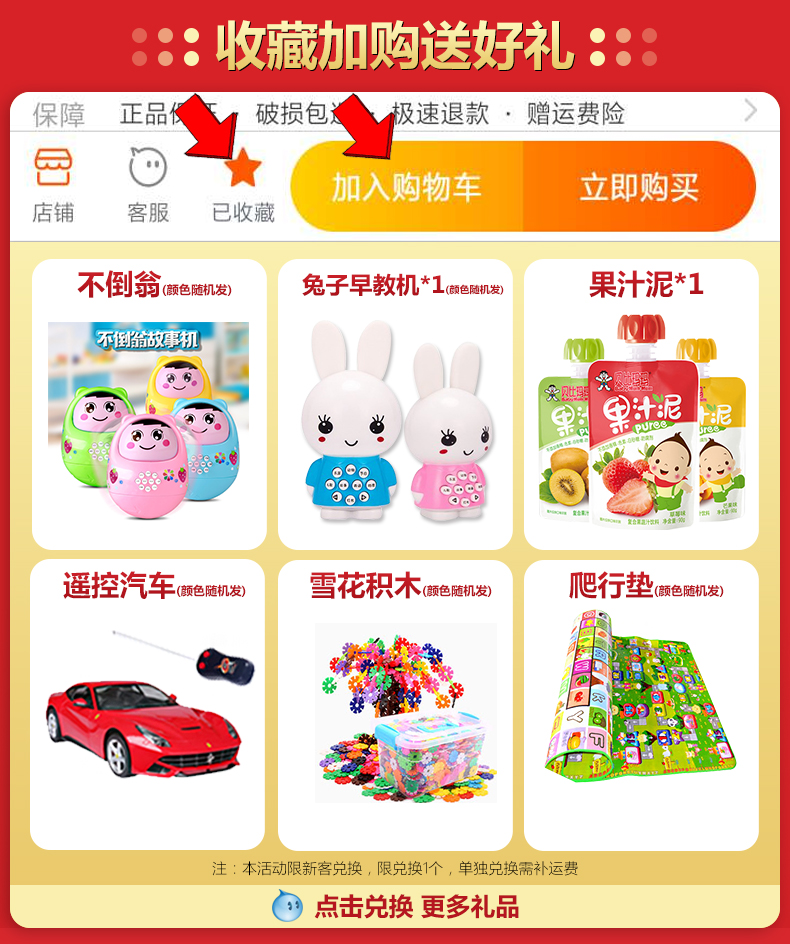 收藏加购送好礼
保障 正品保证 · 破损包退 · 极速退款 · 赠运费险
店铺 客服 已收藏 加入购物车 立即购买
不倒翁(颜色随机发)
兔子早教机*1(颜色随机发)
果汁泥*1
不倒翁故事机
果汁泥
Puree
遥控汽车(颜色随机发)
雪花积木(颜色随机发)
爬行垫(颜色随机发)
注：本活动限新客兑换，限兑换1个，单独兑换需补运费
点击兑换 更多礼品